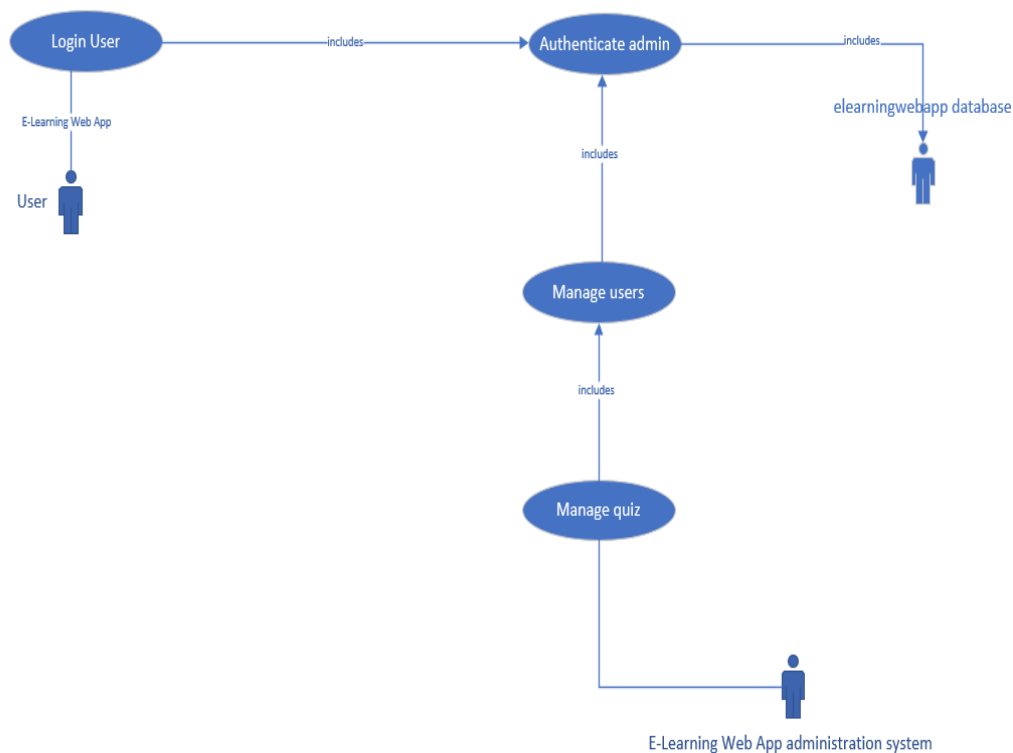 Login User
includes
Authenticate admin
includes
elearningwebapp database
E-Learning Web App
includes
User
Manage users
includes
Manage quiz
E-Learning Web App administration system